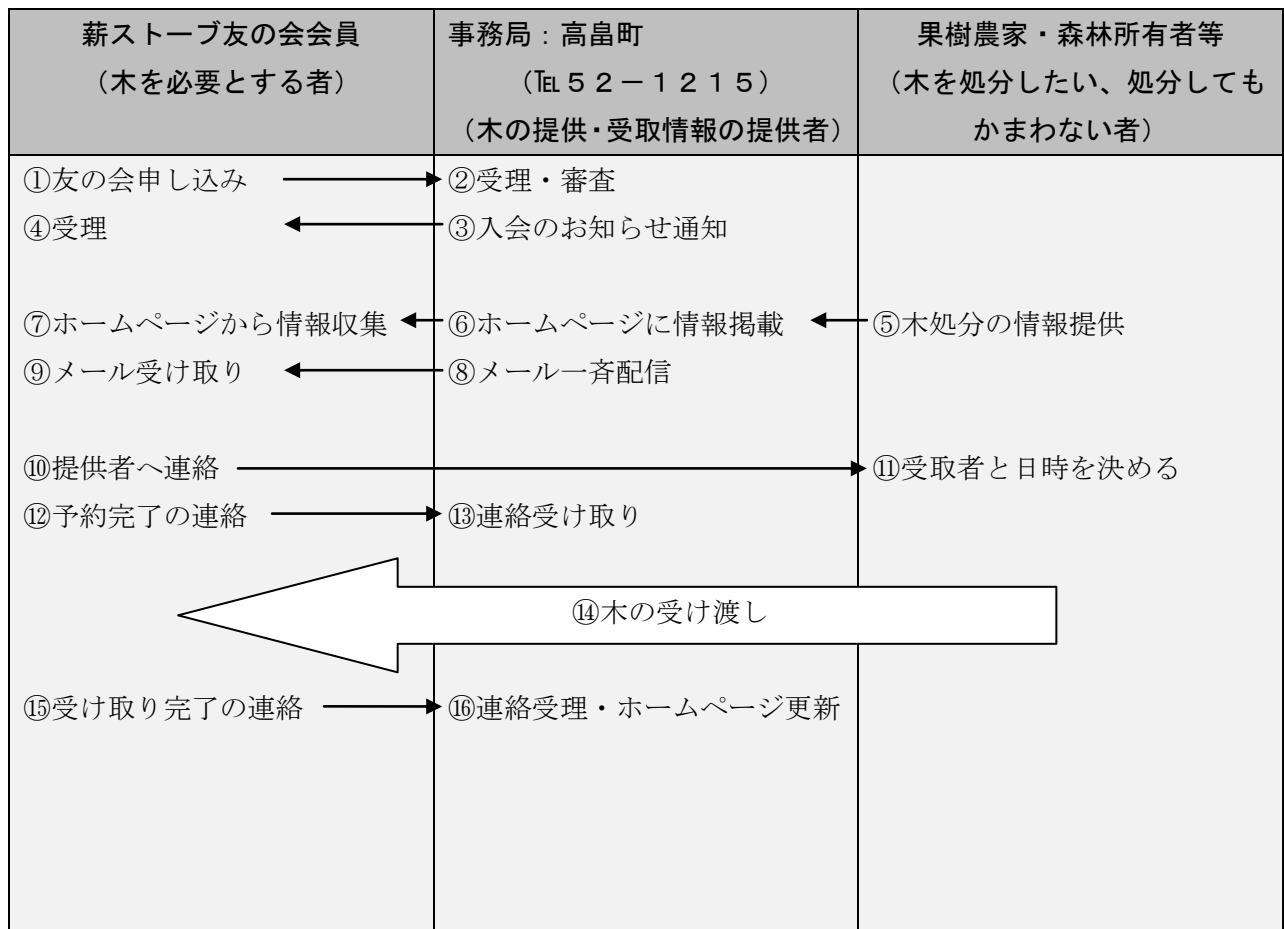 薪ストーブ友の会会員
(木を必要とする者)
事務局:高畠町
(℡52-1215)
(木の提供・受取情報の提供者)
果樹農家・森林所有者等
(木を処分したい、処分しても
かまわない者)
①友の会申し込み
②受理・審査
④受理
③入会のお知らせ通知
⑦ホームページから情報収集
⑥ホームページに情報掲載
⑤木処分の情報提供
⑨メール受け取り
⑧メール一斉配信
⑩提供者へ連絡
⑪受取者と日時を決める
⑫予約完了の連絡
⑬連絡受け取り
⑭木の受け渡し
⑮受け取り完了の連絡
⑯連絡受理・ホームページ更新